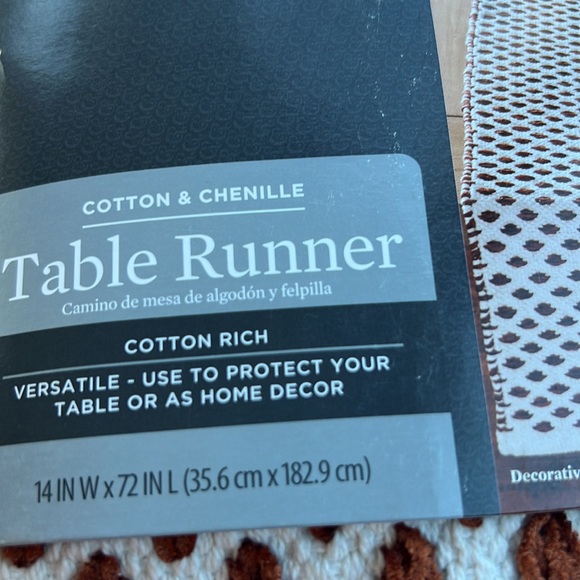 COTTON & CHENILLE
Table Runner
Camino de mesa de algodón y felpilla
COTTON RICH
VERSATILE - USE TO PROTECT YOUR
TABLE OR AS HOME DECOR
14 IN W x 72 IN L (35.6 cm x 182.9 cm)
Decorativ